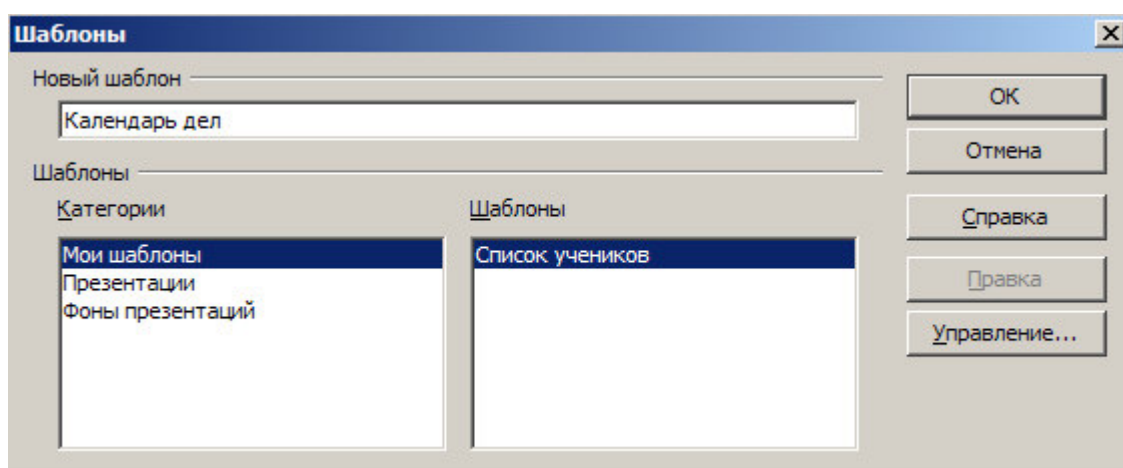 Шаблоны
Новый шаблон
Календарь дел
Шаблоны
Категории
Мои шаблоны
Презентации
Фоны презентаций
Шаблоны
Список учеников
ОК
Отмена
Справка
Правка
Управление...